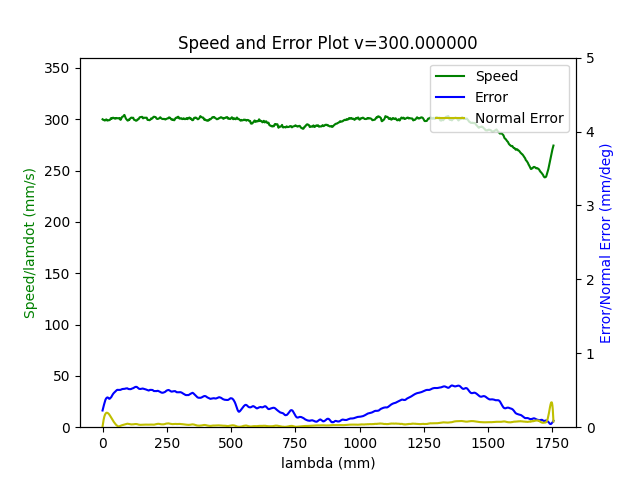 Speed and Error Plot v=300.000000
Speed
Error
Normal Error
Speed/lamdot (mm/s)
350
300
250
200
150
100
50
0
Error/Normal Error (mm/deg)
5
4
3
2
1
0
0 250 500 750 1000 1250 1500 1750
lambda (mm)